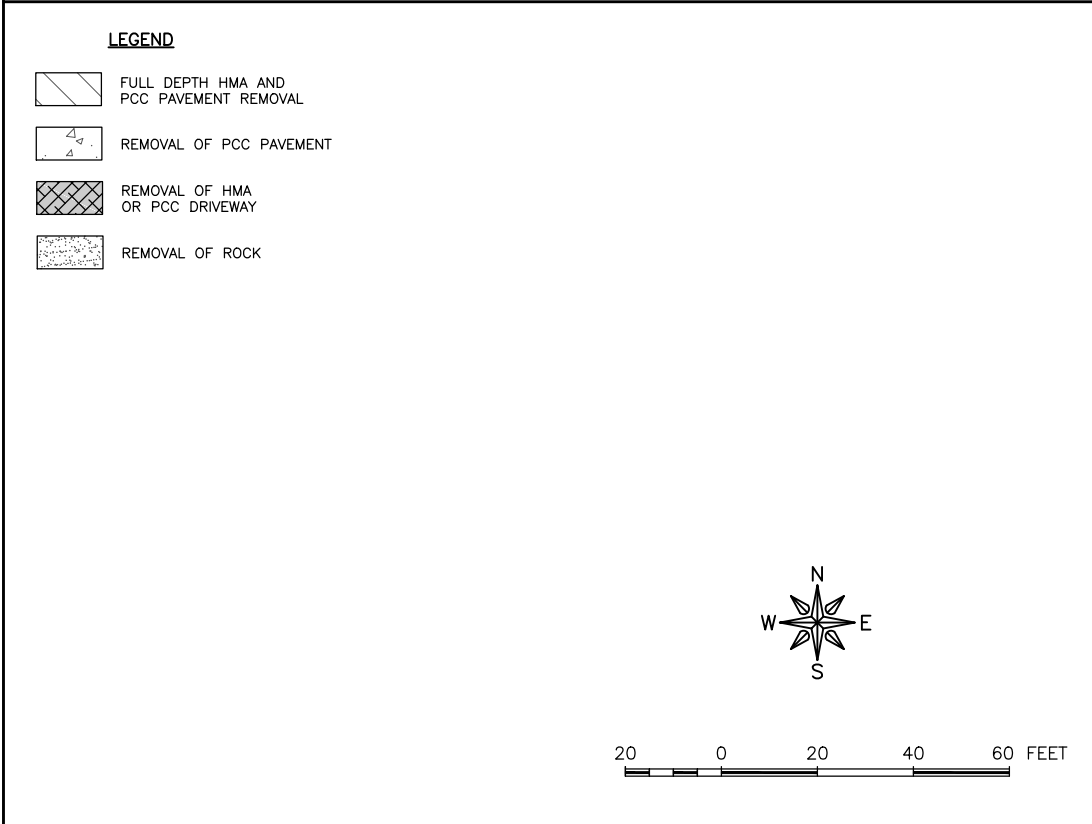 LEGEND
FULL DEPTH HMA AND
PCC PAVEMENT REMOVAL
REMOVAL OF PCC PAVEMENT
REMOVAL OF HMA
OR PCC DRIVEWAY
REMOVAL OF ROCK
N
W E
S
20 0 20 40 60 FEET